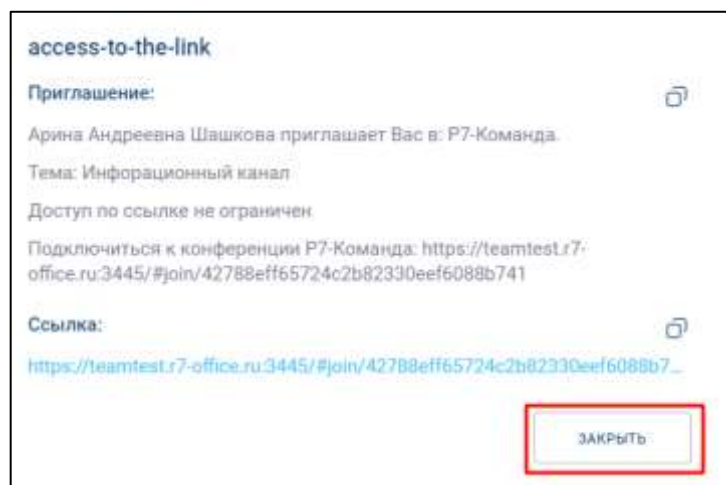 access-to-the-link
Приглашение:
Арина Андреевна Шашкова приглашает Вас в: Р7-Команда.
Тема: Инфорационный канал
Доступ по ссылке не ограничен
Подключиться к конференции Р7-Команда: https://teamtest.r7-
office.ru:3445/#join/42788eff65724c2b82330eef6088b741
Ссылка:
https://teamtest.r7-office.ru:3445/#join/42788eff65724c2b82330eef6088b7...
ЗАКРЫТЬ